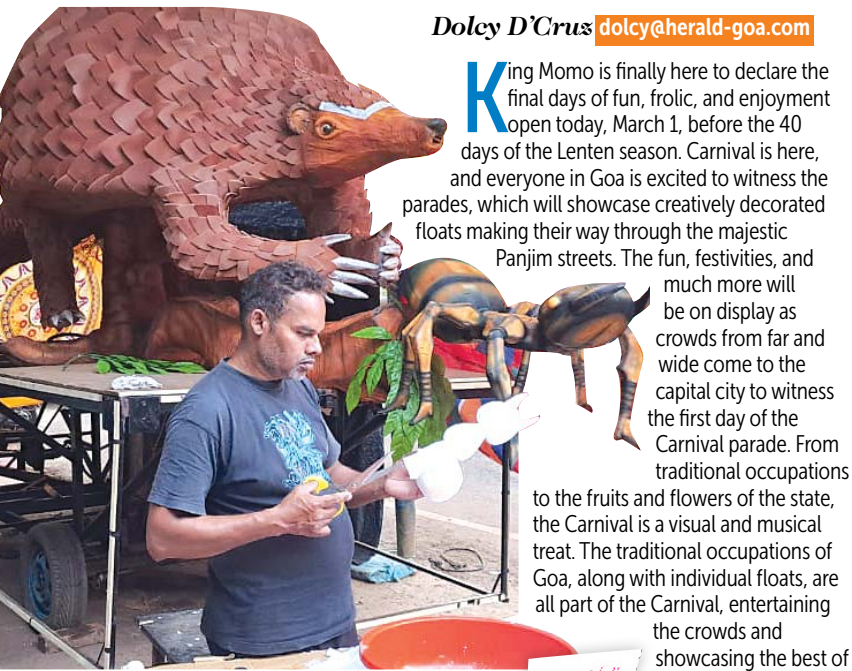 Dolcy D'Cruz dolcy@herald-goa.com
King Momo is finally here to declare the
final days of fun, frolic, and enjoyment
open today, March 1, before the 40
days of the Lenten season. Carnival is here,
and everyone in Goa is excited to witness the
parades, which will showcase creatively decorated
floats making their way through the majestic
Panjim streets. The fun, festivities, and
much more will
be on display as
crowds from far and
wide come to the
capital city to witness
the first day of the
Carnival parade. From
traditional occupations
to the fruits and flowers of the state,
the Carnival is a visual and musical
treat. The traditional occupations of
Goa, along with individual floats, are
all part of the Carnival, entertaining
the crowds and
showcasing the best of